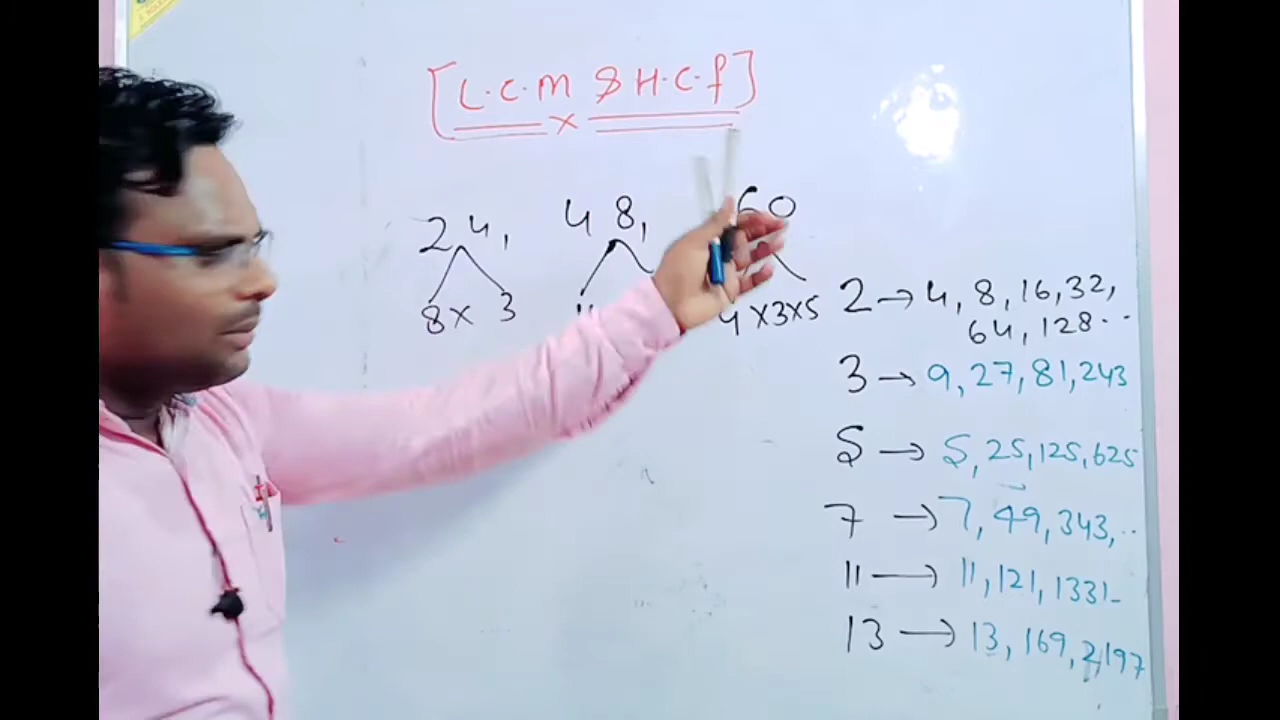 [L.C.M & H.C.f]
x
24, 48, 60
8 x 3 4 x 3 x 5
2 → 4, 8, 16, 32,
64, 128..
3 → 9, 27, 81, 243
5 → 5, 25, 125, 625
7 → 7, 49, 343, ..
11 → 11, 121, 1331-
13 → 13, 169, 2197